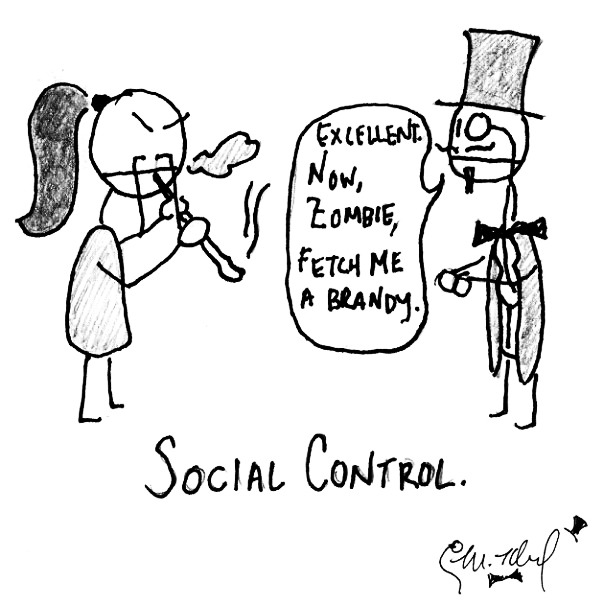 EXCELLENT.
NOW,
ZOMBIE,
FETCH ME
A BRANDY.
SOCIAL CONTROL.